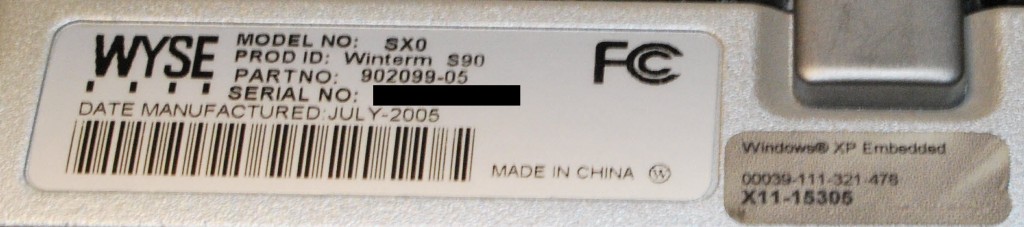 WYSE
MODEL NO: SX0
PROD ID: Winterm S90
PARTNO: 902099-05
SERIAL NO:
DATE MANUFACTURED:JULY-2005
FC
MADE IN CHINA W
Windows® XP Embedded
00039-111-321-478
X11-15305